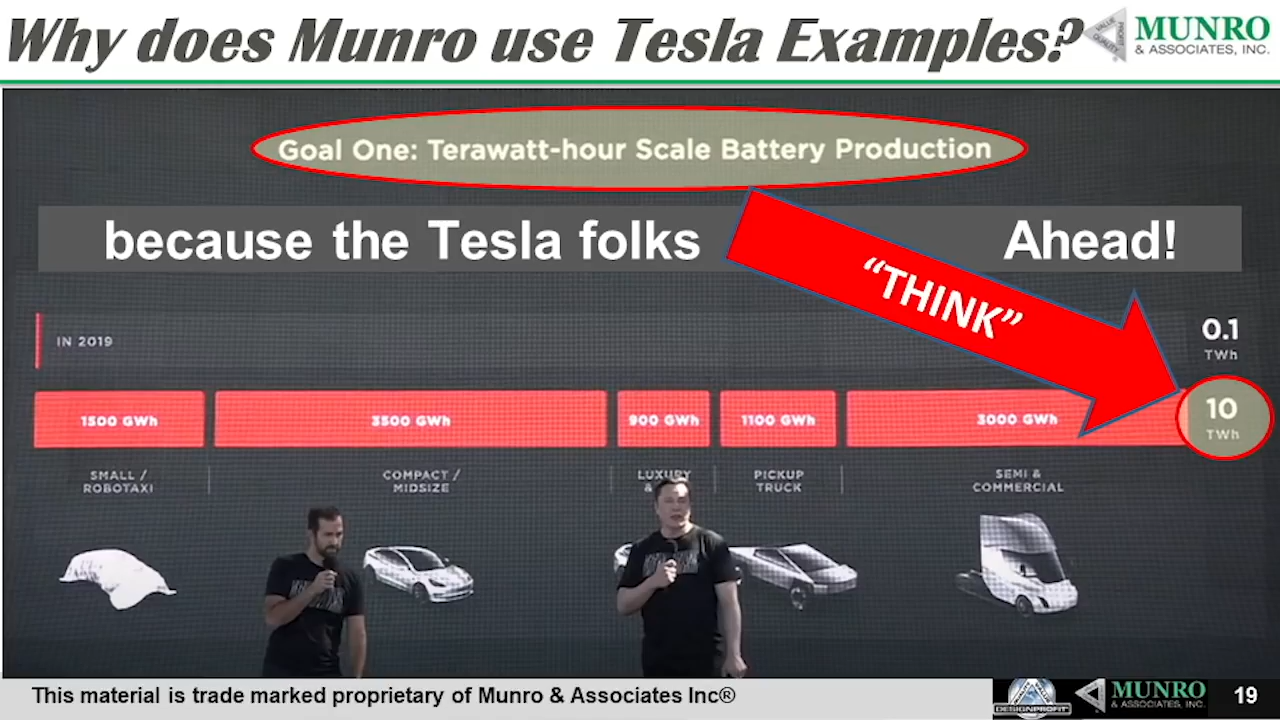 Why does Munro use Tesla Examples?
MUNRO
& ASSOCIATES, INC.
Goal One: Terawatt-hour Scale Battery Production
because the Tesla folks
"THINK"
Ahead!
IN 2019
0.1
TWh
1500 GWh
3500 GWh
900 GWh
1100 GWh
3000 GWh
10
TWh
SMALL /
ROBOTAXI
COMPACT /
MIDSIZE
LUXURY
&
PICKUP
TRUCK
SEMI &
COMMERCIAL
This material is trade marked proprietary of Munro & Associates Inc®
DESIGNPROFIT
MUNRO
& ASSOCIATES, INC.
19